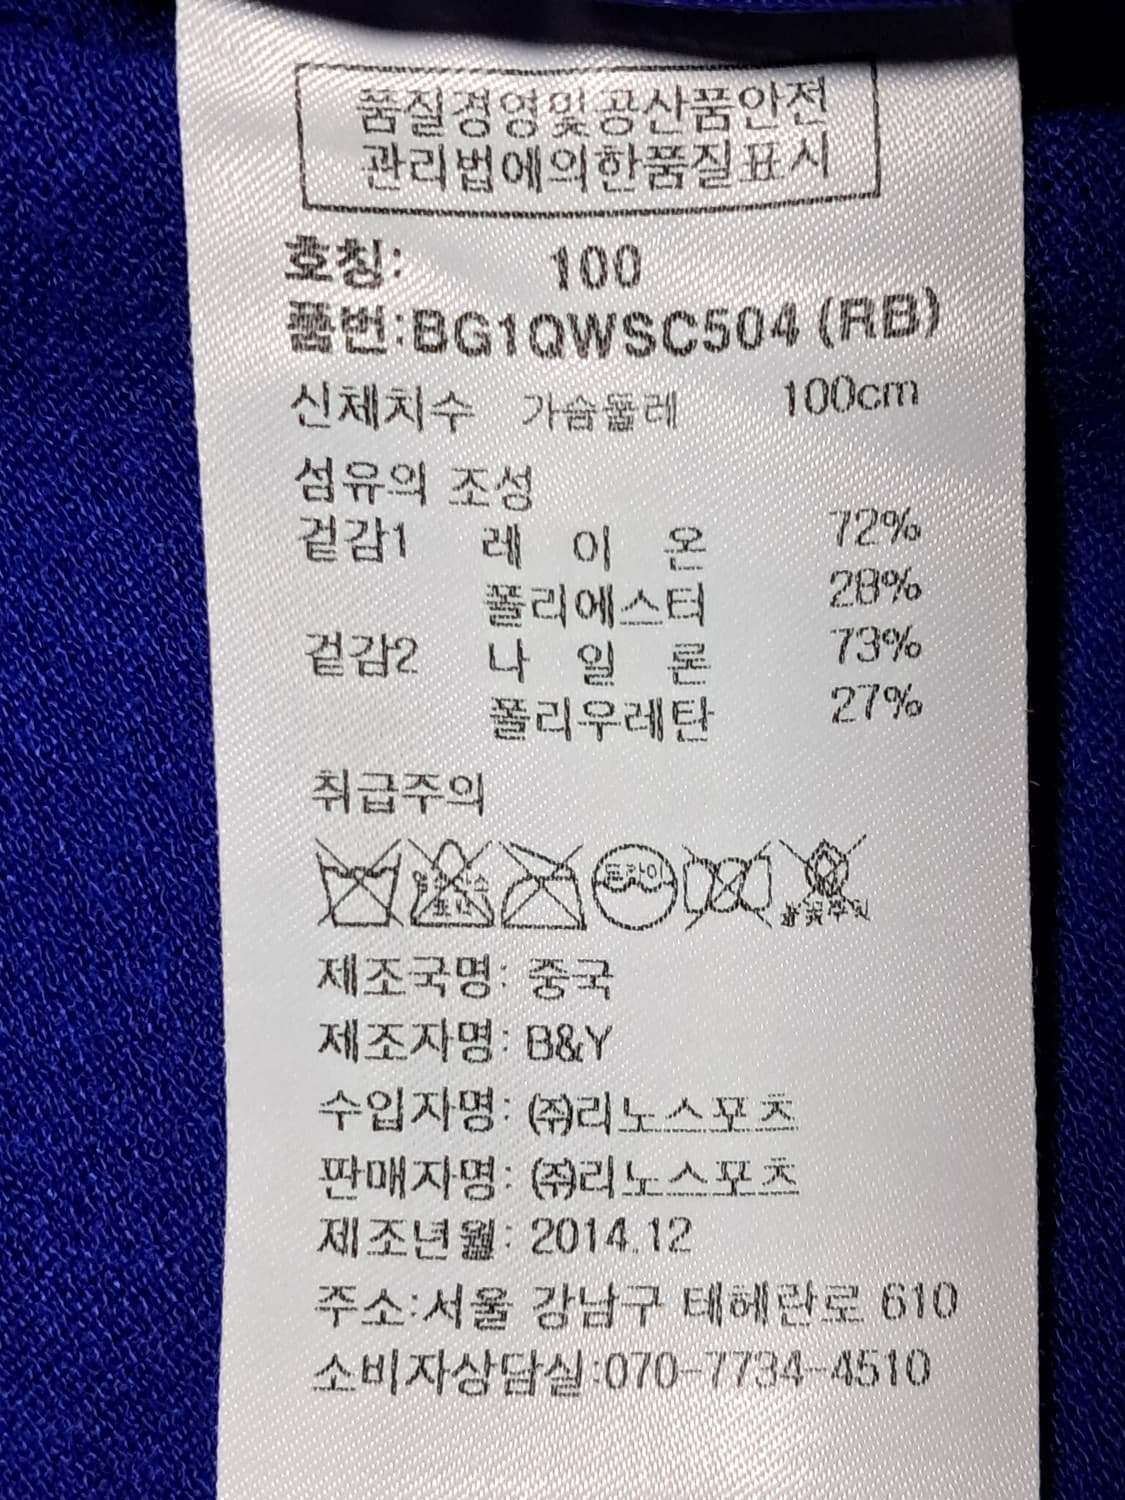 품질경영및공산품안전
관리법에의한품질표시
호칭: 100
품번:BG1QWSC504 (RB)
신체치수 가슴둘레 100cm
섬유의 조성
겉감1 레 이 온 72%
폴리에스터 28%
겉감2 나 일 론 73%
폴리우레탄 27%
취급주의
드라이
제조국명: 중국
제조자명: B&Y
수입자명: ㈜리노스포츠
판매자명: ㈜리노스포츠
제조년월: 2014.12
주소:서울 강남구 테헤란로 610
소비자상담실:070-7734-4510